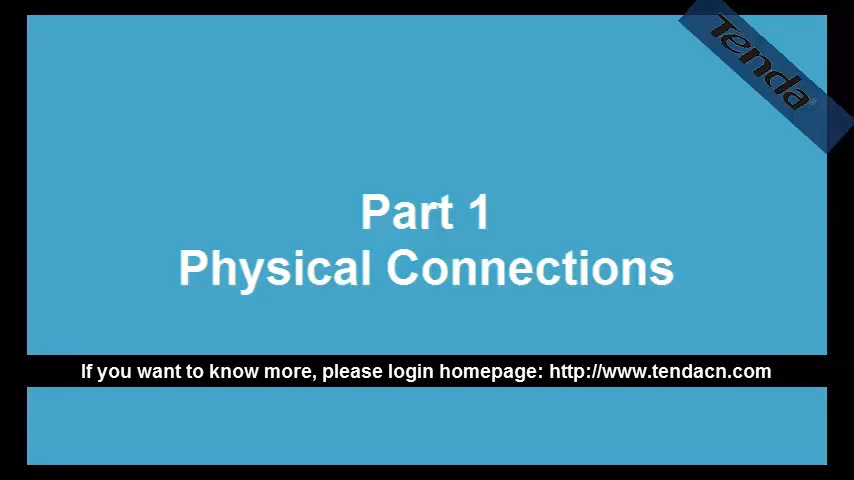 Tenda
Part 1
Physical Connections
If you want to know more, please login homepage: http://www.tendacn.com